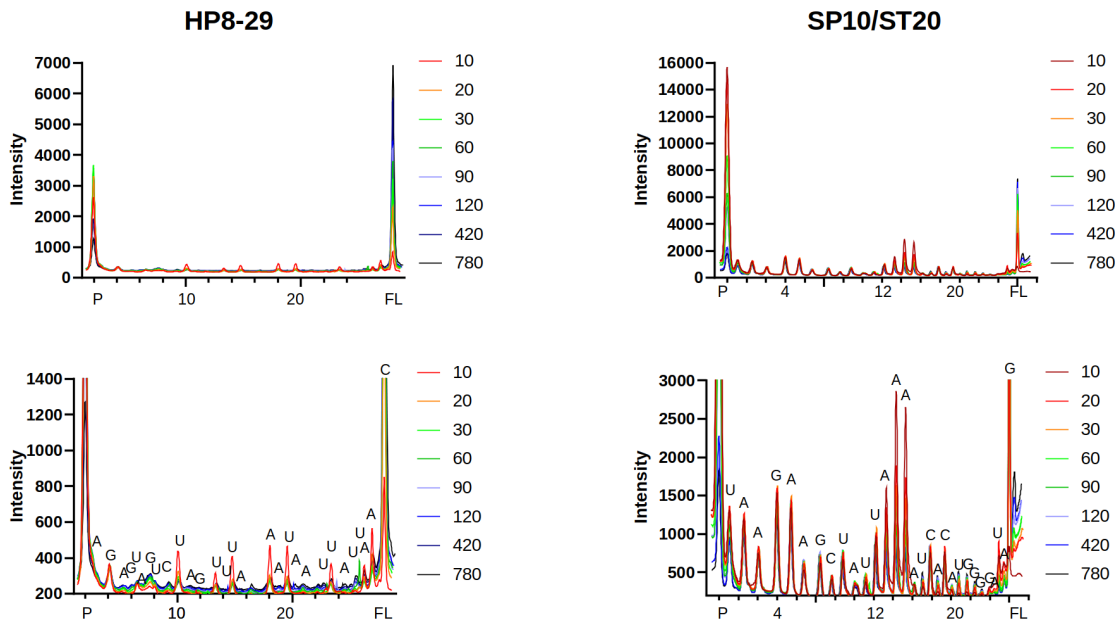 HP8-29
SP10/ST20
Intensity
7000
6000
5000
4000
3000
2000
1000
0
P
10
20
FL
10
20
30
60
90
120
420
780
Intensity
16000
14000
12000
10000
8000
6000
4000
2000
0
P
4
12
20
FL
10
20
30
60
90
120
420
780
Intensity
1400
1200
1000
800
600
400
200
A
G
A
G
U
A
G
U
C
U
A
G
U
U
U
A
A
A
U
A
A
U
U
A
U
U
A
A
C
P
10
20
FL
10
20
30
60
90
120
420
780
Intensity
3000
2500
2000
1500
1000
500
U
A
A
G
A
A
G
C
U
A
U
U
A
A
A
A
U
C
A
C
A
U
G
G
G
G
A
U
A
G
P
4
12
20
FL
10
20
30
60
90
120
420
780